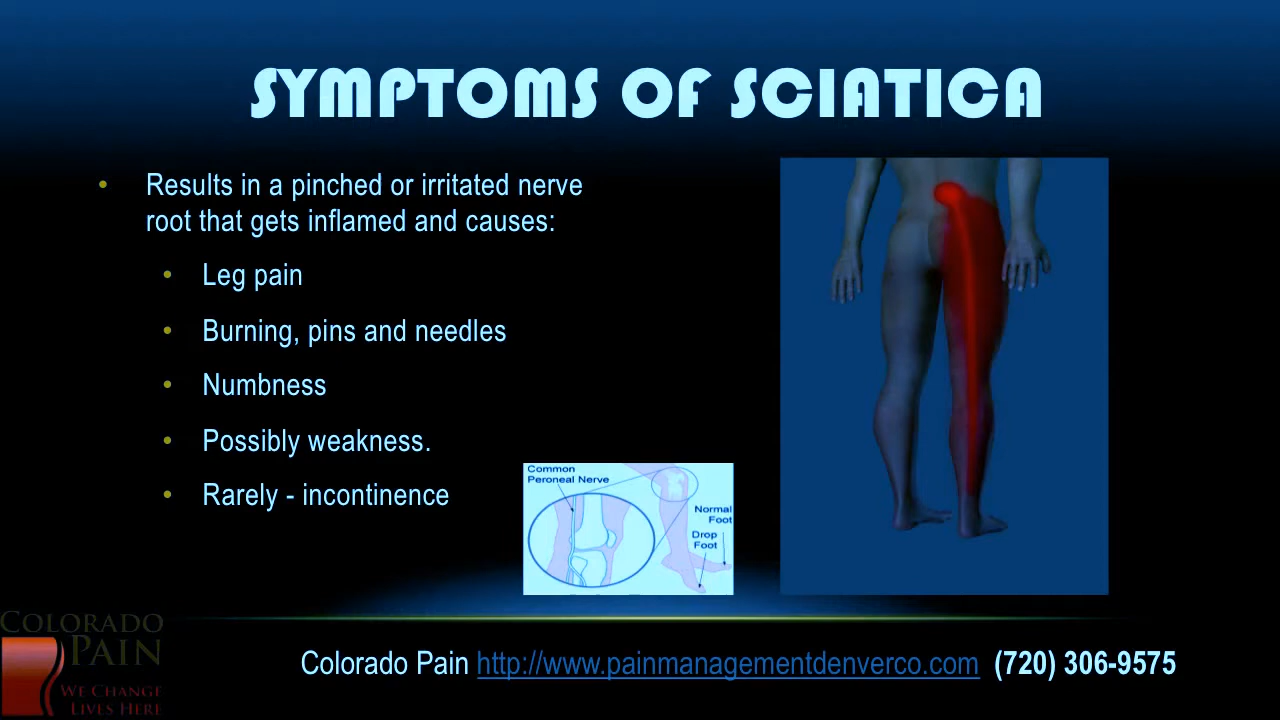 SYMPTOMS OF SCIATICA
• Results in a pinched or irritated nerve
root that gets inflamed and causes:
• Leg pain
• Burning, pins and needles
• Numbness
• Possibly weakness.
• Rarely - incontinence
Common
Peroneal Nerve
Normal
Foot
Drop
Foot
COLORADO
PAIN
WE CHANGE
LIVES HERE
Colorado Pain http://www.painmanagementdenverco.com (720) 306-9575